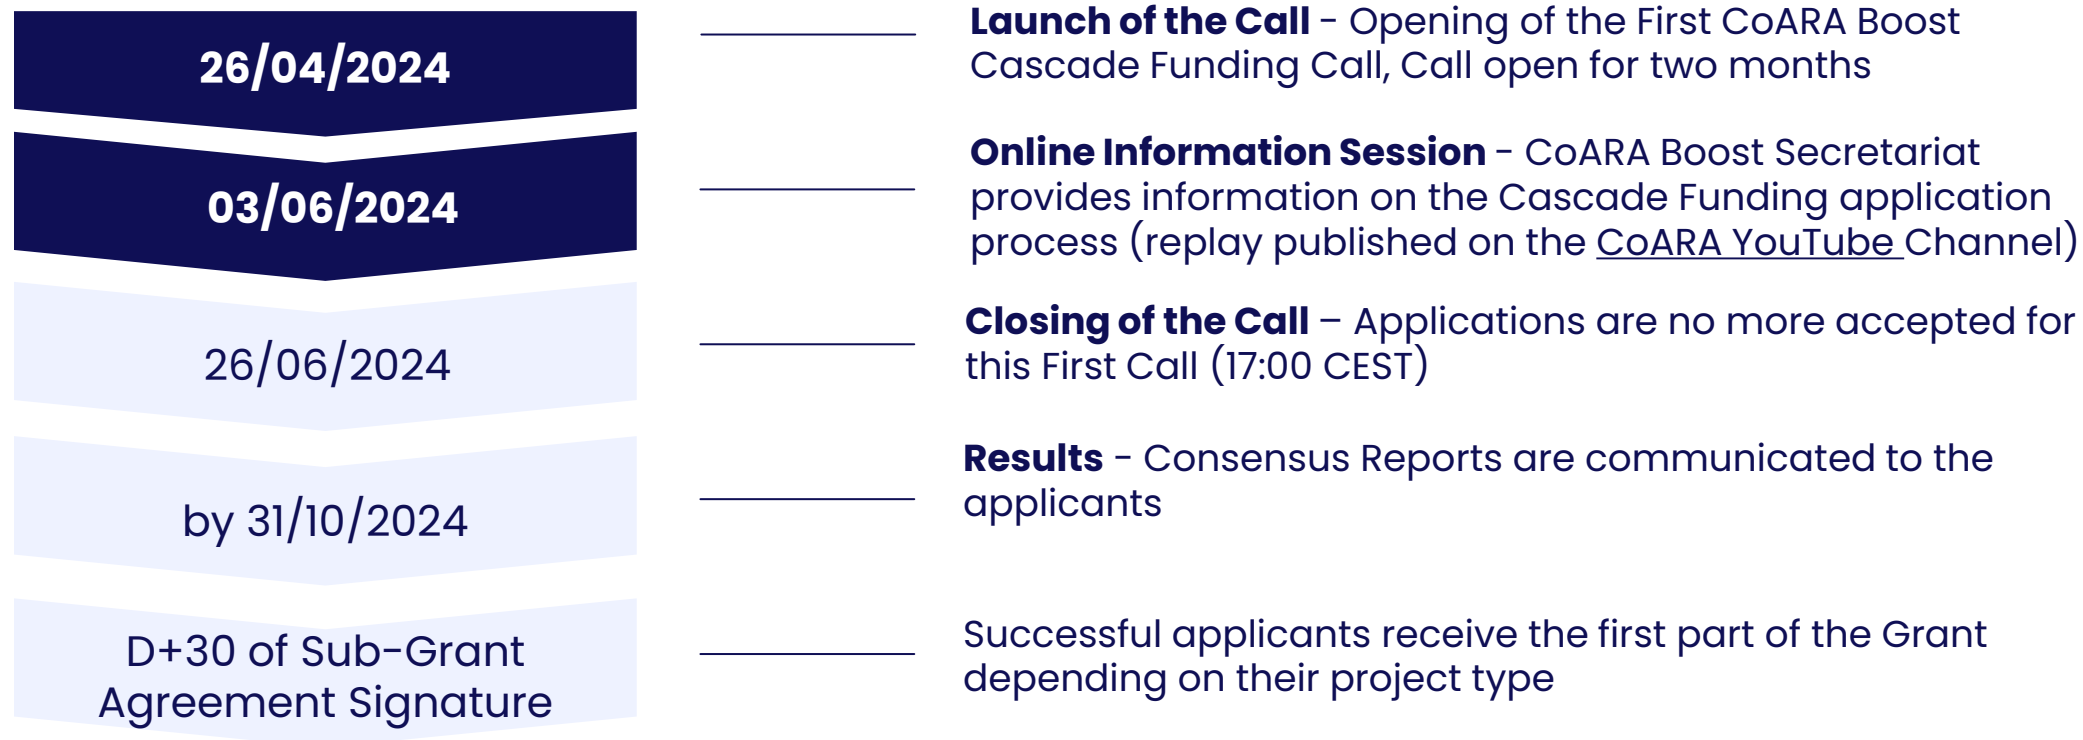 26/04/2024
Launch of the Call - Opening of the First CoARA Boost
Cascade Funding Call, Call open for two months
03/06/2024
Online Information Session - CoARA Boost Secretariat
provides information on the Cascade Funding application
process (replay published on the CoARA YouTube Channel)
26/06/2024
Closing of the Call – Applications are no more accepted for
this First Call (17:00 CEST)
by 31/10/2024
Results - Consensus Reports are communicated to the
applicants
D+30 of Sub-Grant
Agreement Signature
Successful applicants receive the first part of the Grant
depending on their project type